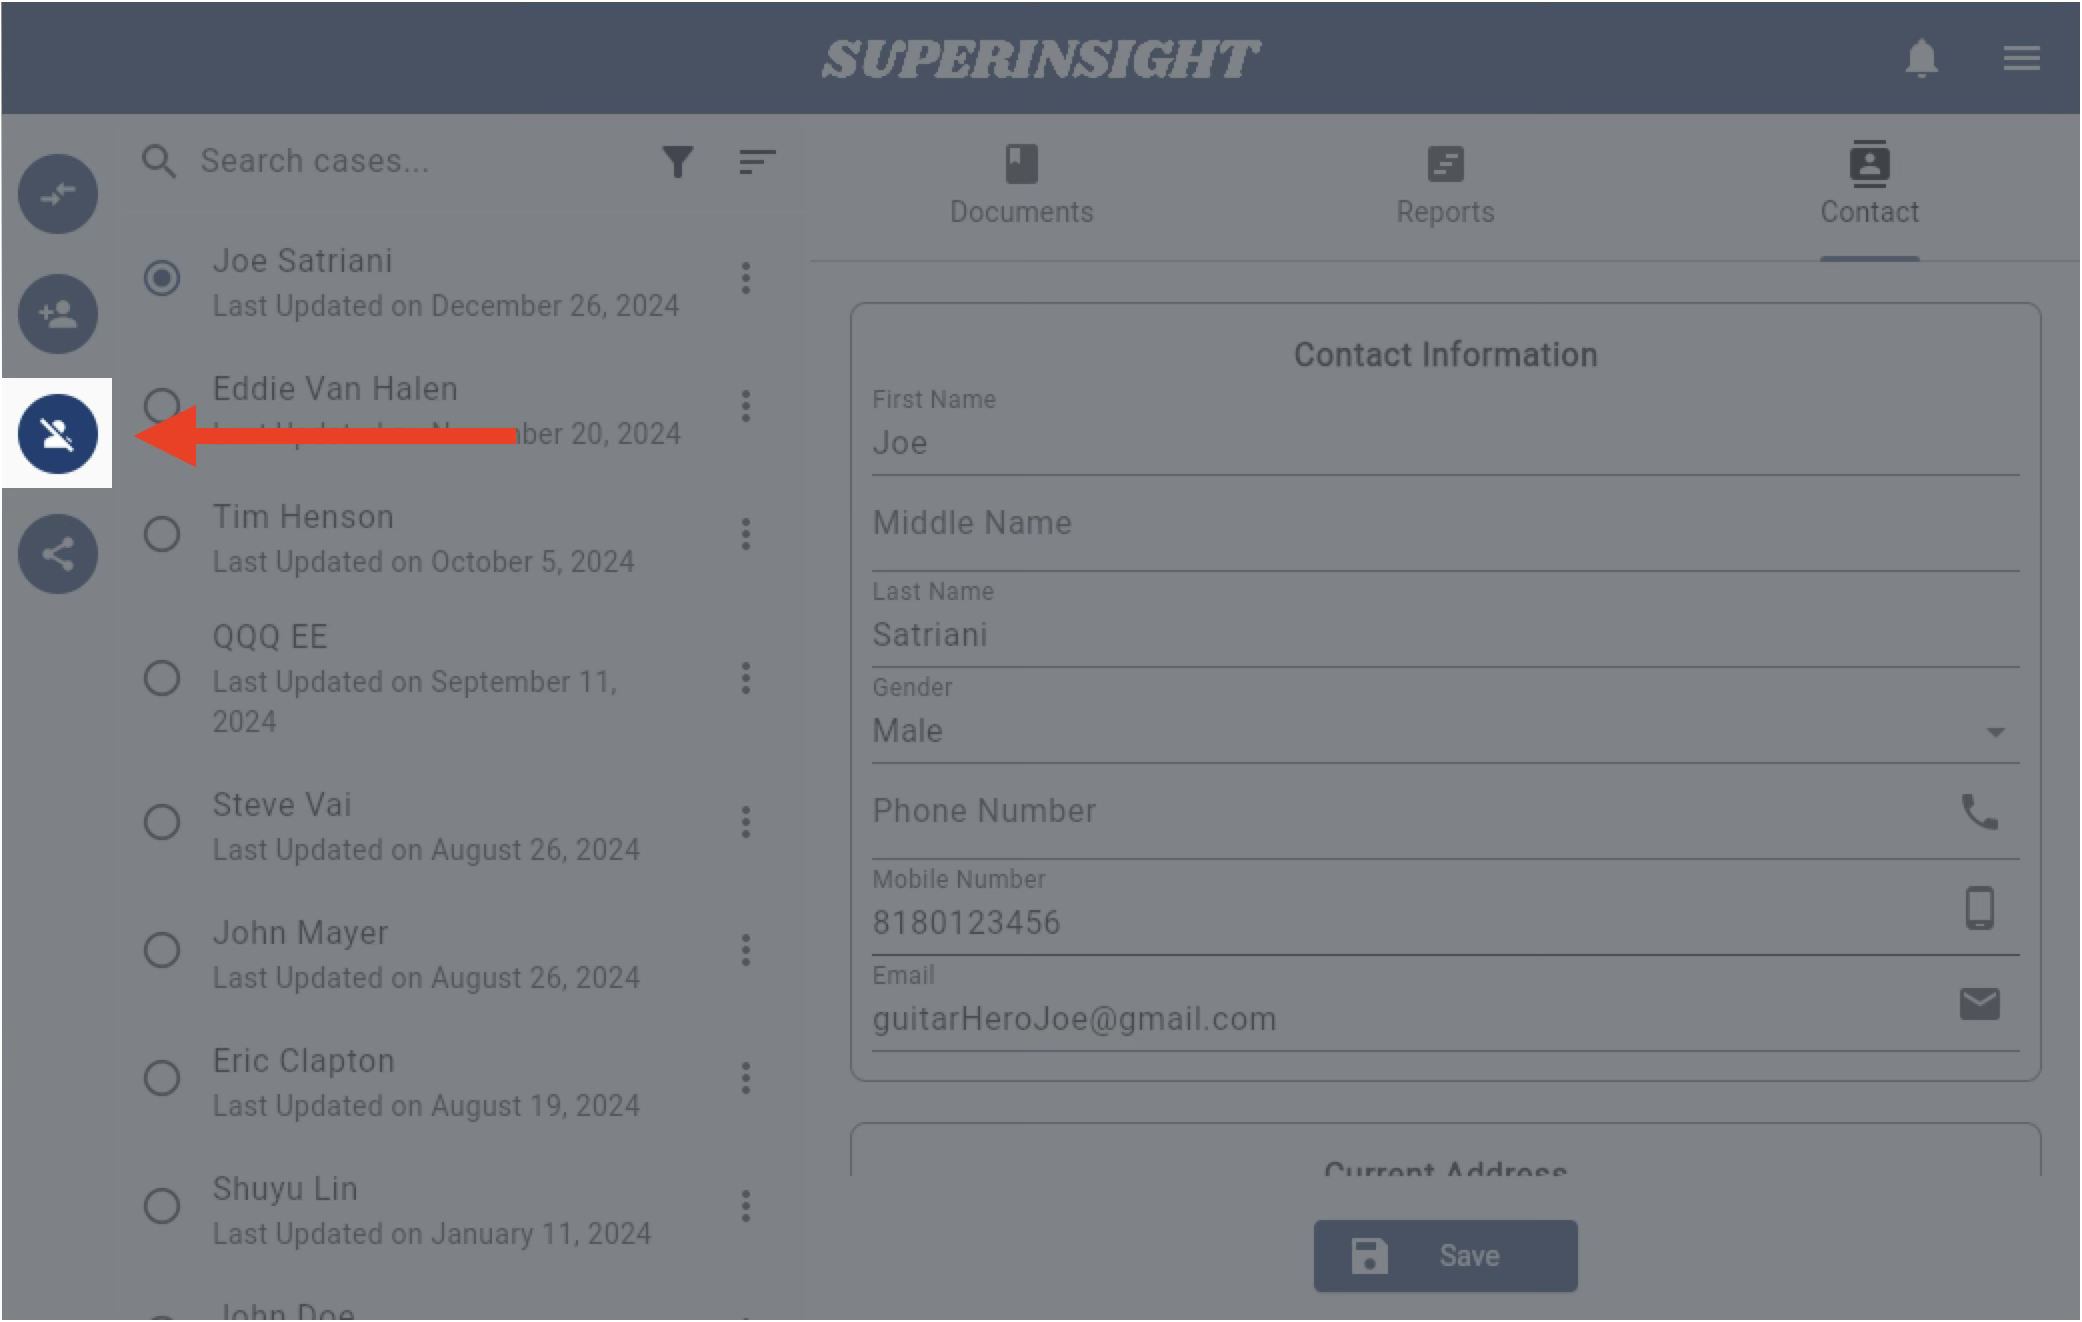 SUPERINSIGHT
Search cases...
Documents
Reports
Contact
Joe Satriani
Last Updated on December 26, 2024
Eddie Van Halen
20, 2024
Tim Henson
Last Updated on October 5, 2024
QQQ EE
Last Updated on September 11,
2024
Steve Vai
Last Updated on August 26, 2024
John Mayer
Last Updated on August 26, 2024
Eric Clapton
Last Updated on August 19, 2024
Shuyu Lin
Last Updated on January 11, 2024
John Doe
Contact Information
First Name
Joe
Middle Name
Last Name
Satriani
Gender
Male
Phone Number
Mobile Number
8180123456
Email
guitarHeroJoe@gmail.com
Current Address
Save